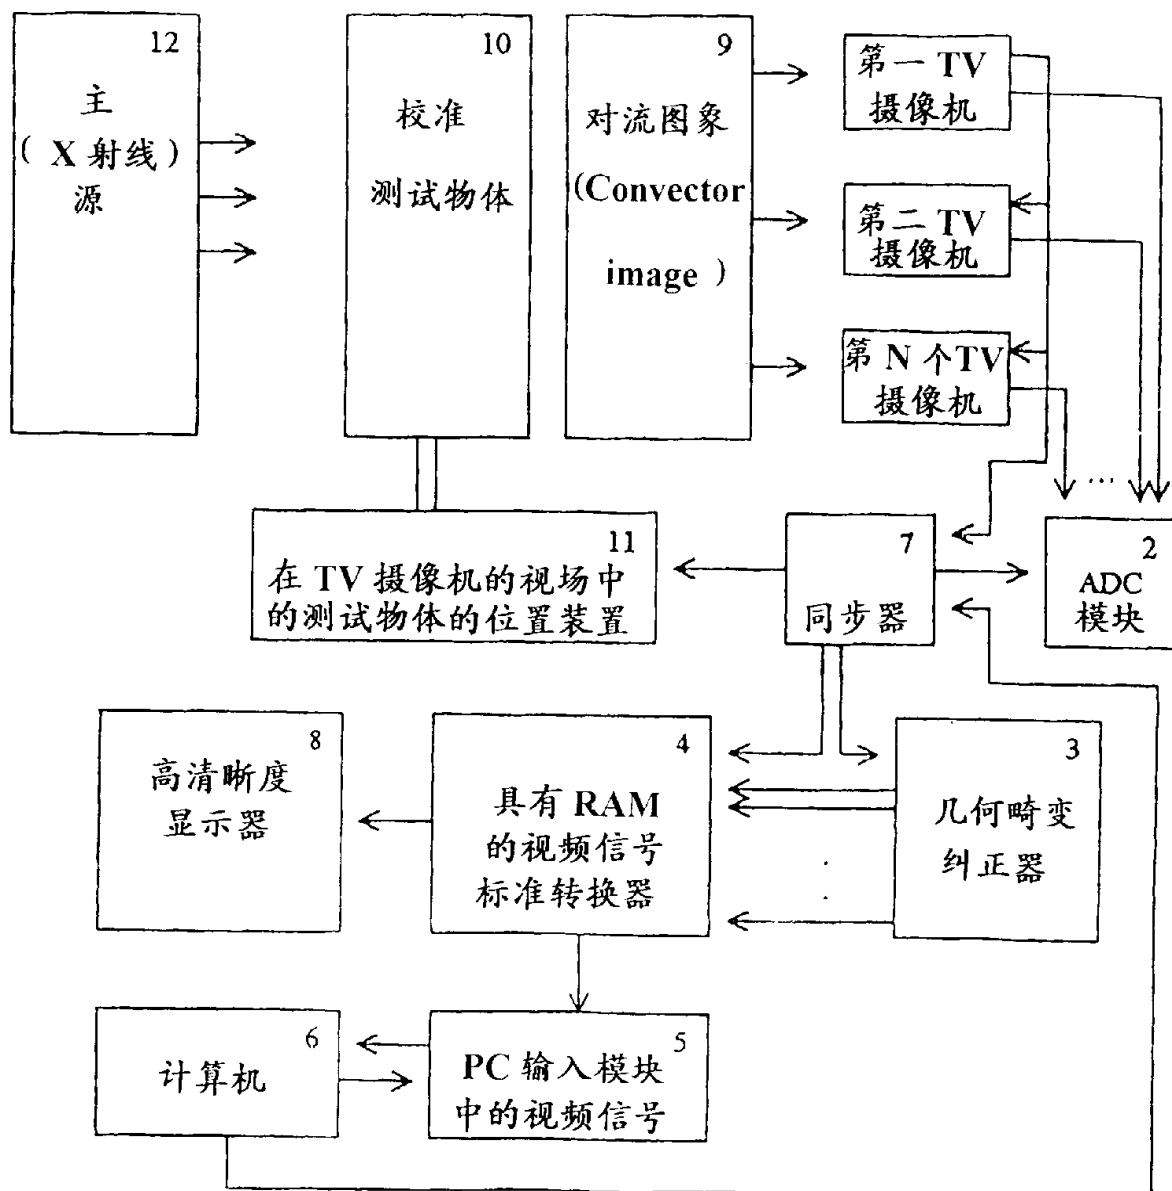 12
主
( X 射线 )
源
10
校准
测试物体
9
对流图象
(Convector
image )
第一 TV
摄像机
第二 TV
摄像机
第 N 个 TV
摄像机
...
11
在 TV 摄像机的视场中
的测试物体的位置装置
7
同步器
2
ADC
模块
8
高清晰度
显示器
4
具有 RAM
的视频信号
标准转换器
3
几何畸变
纠正器
6
计算机
5
PC 输入模块
中的视频信号